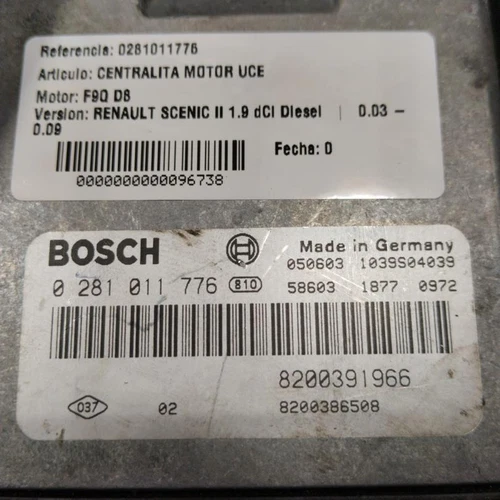 Referencia: 0281011776
Articulo: CENTRALITA MOTOR UCE
Motor: F9Q D8
Version: RENAULT SCENIC II 1.9 dCI Diesel | 0.03 –
0.09
Fecha: 0
0000000000096738
BOSCH
Made in Germany
050603 1039S04039
0 281 011 776 810
58603 1877 0972
8200391966
037 02 8200386508